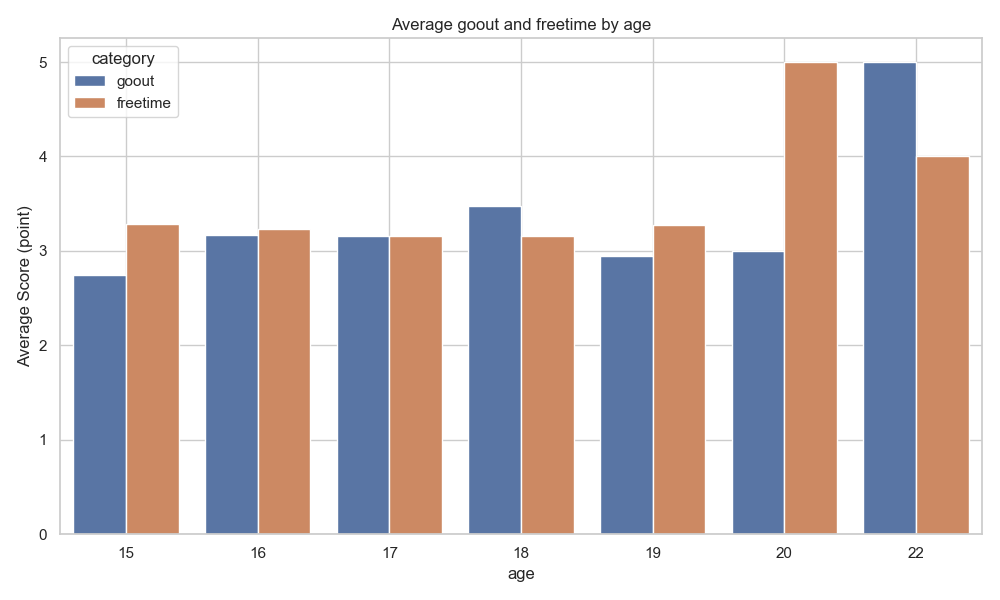 Average goout and freetime by age
category
goout
freetime
Average Score (point)
5
4
3
2
1
0
15 16 17 18 19 20 22
age